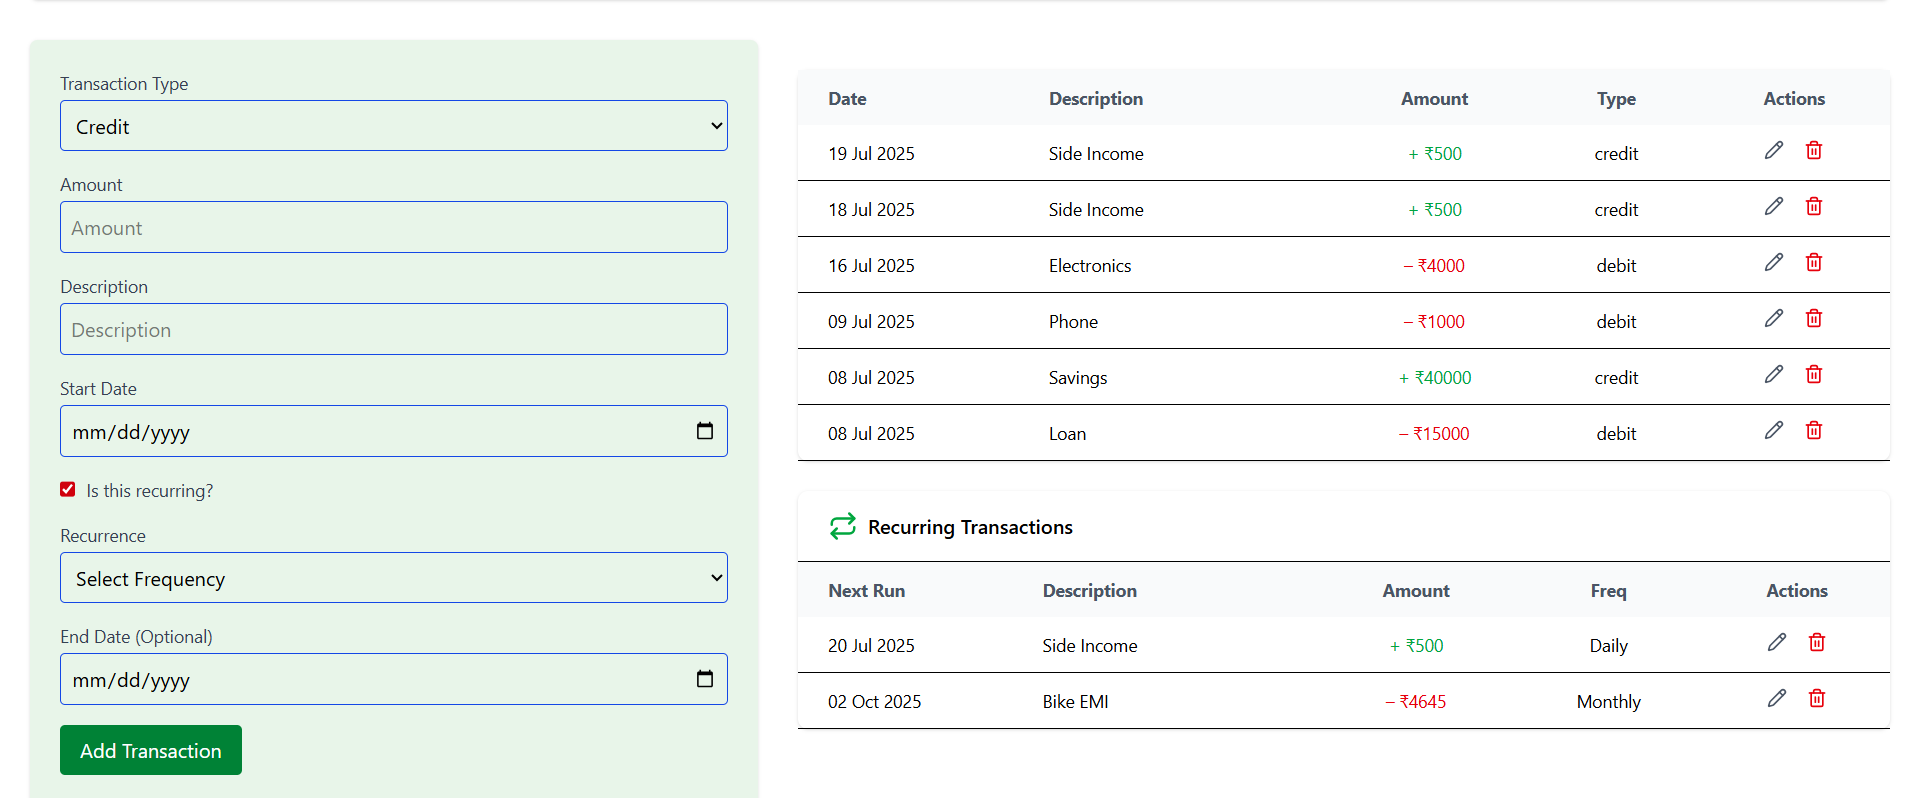 Transaction Type
Credit
Amount
Amount
Description
Description
Start Date
mm/dd/yyyy
Is this recurring?
Recurrence
Select Frequency
End Date (Optional)
mm/dd/yyyy
Add Transaction
Date Description Amount Type Actions
19 Jul 2025 Side Income + ₹500 credit
18 Jul 2025 Side Income + ₹500 credit
16 Jul 2025 Electronics – ₹4000 debit
09 Jul 2025 Phone – ₹1000 debit
08 Jul 2025 Savings + ₹40000 credit
08 Jul 2025 Loan – ₹15000 debit
Recurring Transactions
Next Run Description Amount Freq Actions
20 Jul 2025 Side Income + ₹500 Daily
02 Oct 2025 Bike EMI – ₹4645 Monthly